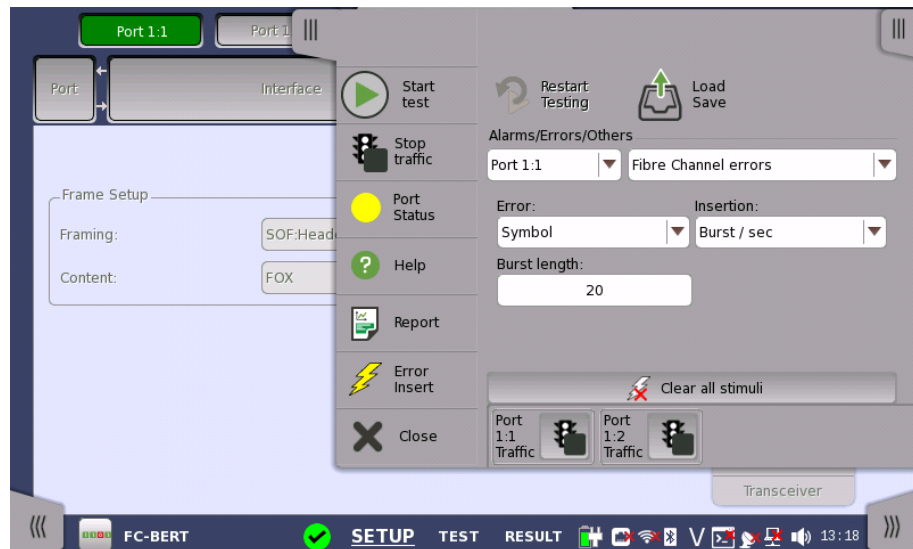 Port 1:1
Port 1
Port
Interface
Frame Setup
Framing:
SOF:Head
Content:
FOX
Start
test
Stop
traffic
Port
Status
Help
Report
Error
Insert
Close
Restart
Testing
Load
Save
Alarms/Errors/Others
Port 1:1
Fibre Channel errors
Error:
Insertion:
Symbol
Burst / sec
Burst length:
20
Clear all stimuli
Port
1:1
Traffic
Port
1:2
Traffic
Transceiver
FC-BERT
SETUP
TEST
RESULT
13:18